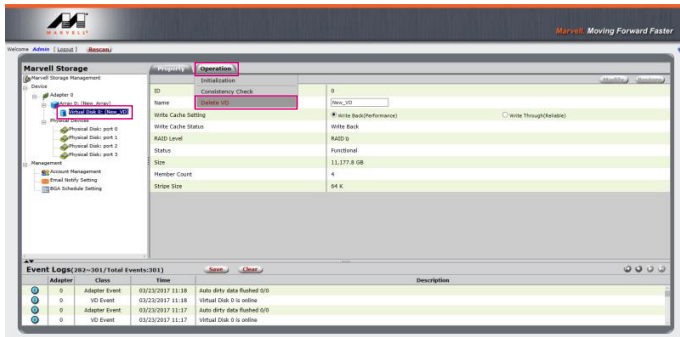 MARVELL
Marvell. Moving Forward Faster
Welcome Admin [ Logout ] Rescan
Marvell Storage
Property Operation
Marvell Storage Management
Device
Adapter 0
Array 0: (New_Array)
Virtual Disk 0: (New_VD)
Physical Devices
Physical Disk: port 0
Physical Disk: port 1
Physical Disk: port 2
Physical Disk: port 3
Management
Account Management
Email Notify Setting
BGA Schedule Setting
Initialization
Consistency Check
Delete VD
Modify
ID 0
Name New_VD
Write Cache Setting Write Back(Performance) Write Through(Reliable)
Write Cache Status Write Back
RAID Level RAID 0
Status Functional
Size 11,177.8 GB
Member Count 4
Stripe Size 64 K
Event Logs(282~301/Total Events:301) Save Clear
Adapter Class Time Description
0 Adapter Event 03/23/2017 11:18 Auto dirty data flushed 0/0
0 VD Event 03/23/2017 11:18 Virtual Disk 0 is online
0 Adapter Event 03/23/2017 11:17 Auto dirty data flushed 0/0
0 VD Event 03/23/2017 11:17 Virtual Disk 0 is online